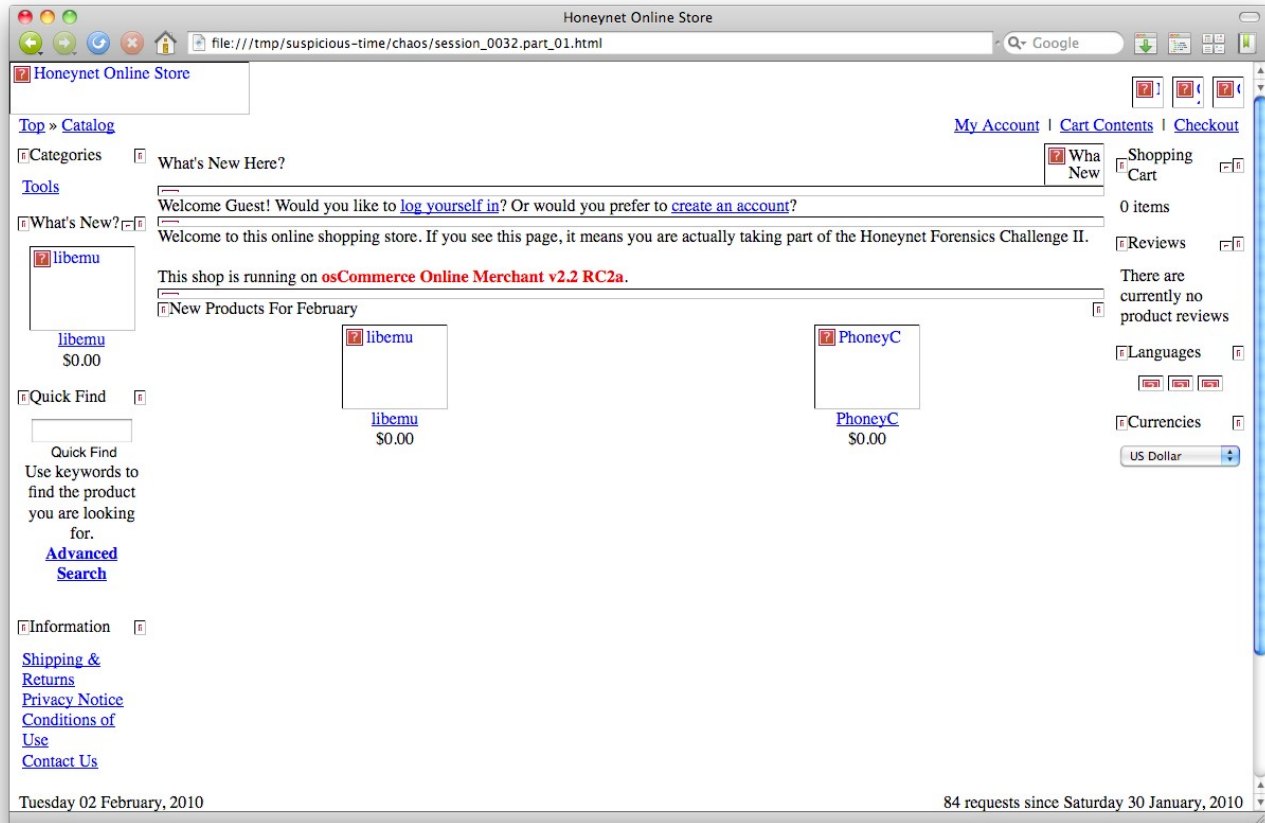 Honeynet Online Store
file:///tmp/suspicious-time/chaos/session_0032.part_01.html
Google
Honeynet Online Store
Top » Catalog
My Account | Cart Contents | Checkout
Categories
Tools
What's New?
libemu
libemu
$0.00
Quick Find
Quick Find
Use keywords to
find the product
you are looking
for.
Advanced
Search
Information
Shipping &
Returns
Privacy Notice
Conditions of
Use
Contact Us
What's New Here?
Wha
New
Welcome Guest! Would you like to log yourself in? Or would you prefer to create an account?
Welcome to this online shopping store. If you see this page, it means you are actually taking part of the Honeynet Forensics Challenge II.
This shop is running on osCommerce Online Merchant v2.2 RC2a.
New Products For February
libemu
libemu
$0.00
PhoneyC
PhoneyC
$0.00
Shopping
Cart
0 items
Reviews
There are
currently no
product reviews
Languages
Currencies
US Dollar
Tuesday 02 February, 2010
84 requests since Saturday 30 January, 2010